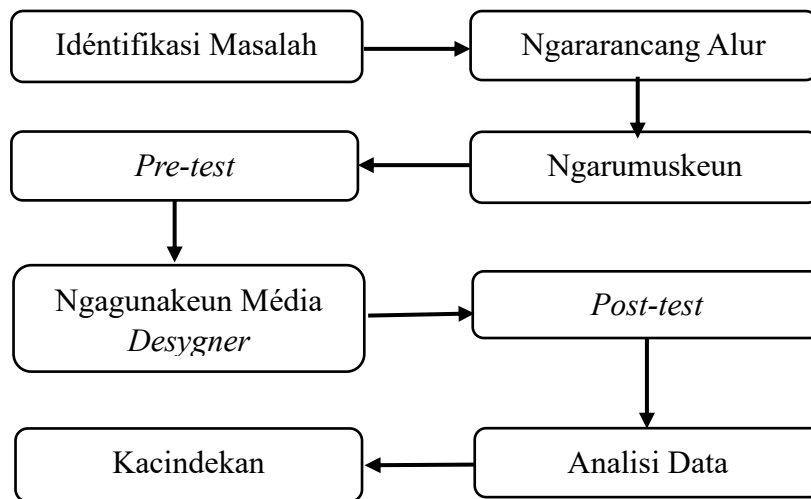 Idéntifikasi Masalah
Ngararancang Alur
Ngarumuskeun
Pre-test
Ngagunakeun Média
Desygner
Post-test
Analisi Data
Kacindekan